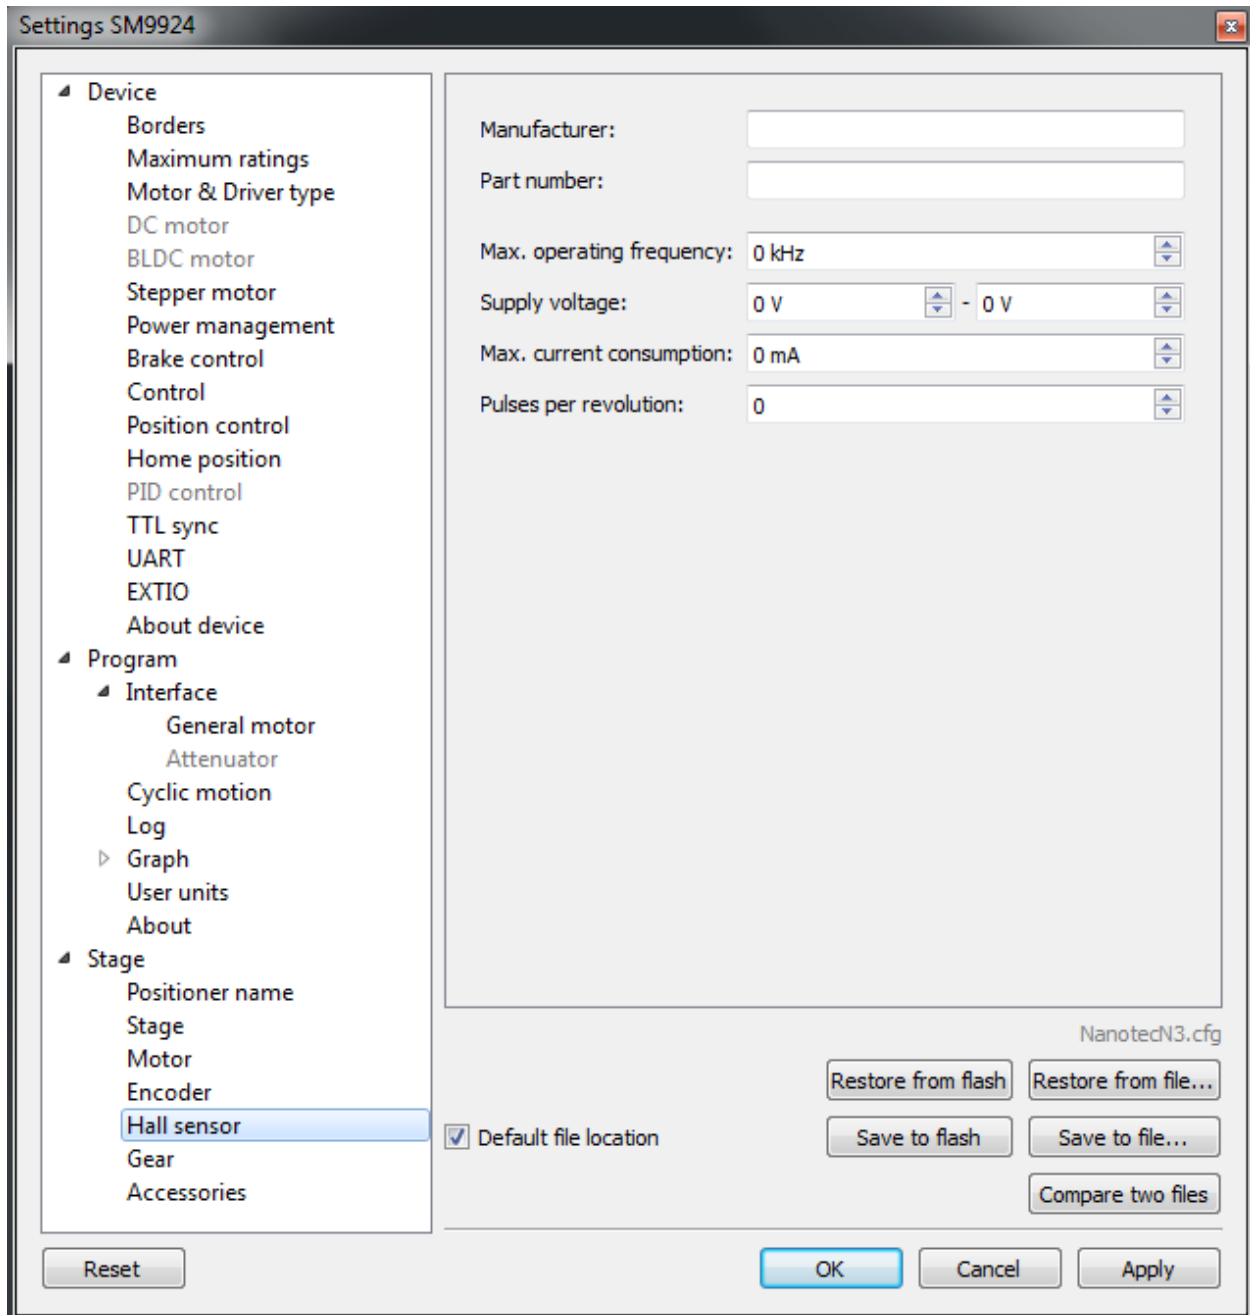 Settings SM9924
Device
Borders
Maximum ratings
Motor & Driver type
DC motor
BLDC motor
Stepper motor
Power management
Brake control
Control
Position control
Home position
PID control
TTL sync
UART
EXTIO
About device
Program
Interface
General motor
Attenuator
Cyclic motion
Log
Graph
User units
About
Stage
Positioner name
Stage
Motor
Encoder
Hall sensor
Gear
Accessories
Manufacturer:
Part number:
Max. operating frequency: 0 kHz
Supply voltage: 0 V - 0 V
Max. current consumption: 0 mA
Pulses per revolution: 0
NanotecN3.cfg
Restore from flash Restore from file...
Default file location Save to flash Save to file...
Compare two files
Reset OK Cancel Apply